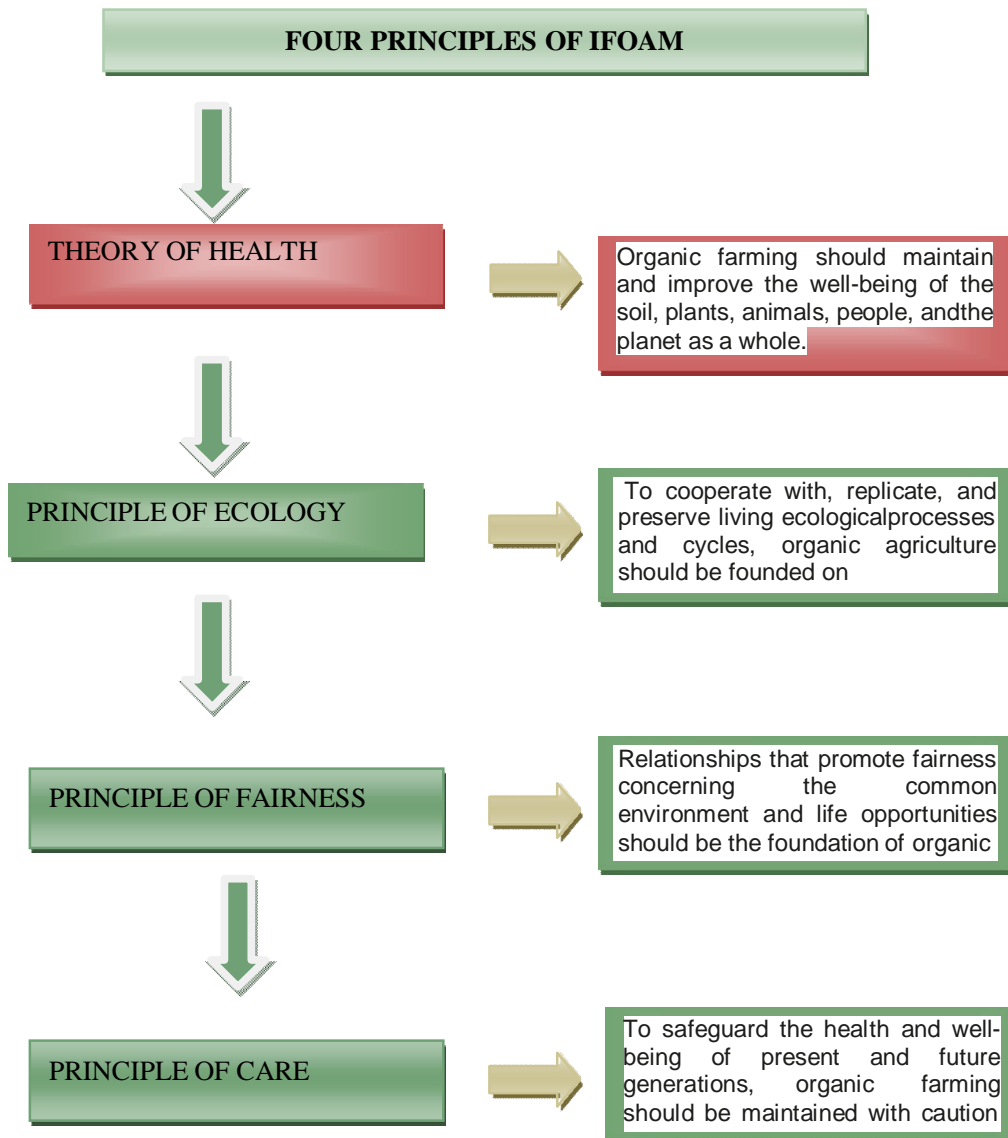 FOUR PRINCIPLES OF IFOAM
THEORY OF HEALTH
Organic farming should maintain
and improve the well-being of the
soil, plants, animals, people, andthe
planet as a whole.
PRINCIPLE OF ECOLOGY
To cooperate with, replicate, and
preserve living ecologicalprocesses
and cycles, organic agriculture
should be founded on
PRINCIPLE OF FAIRNESS
Relationships that promote fairness
concerning the common
environment and life opportunities
should be the foundation of organic
PRINCIPLE OF CARE
To safeguard the health and well-
being of present and future
generations, organic farming
should be maintained with caution